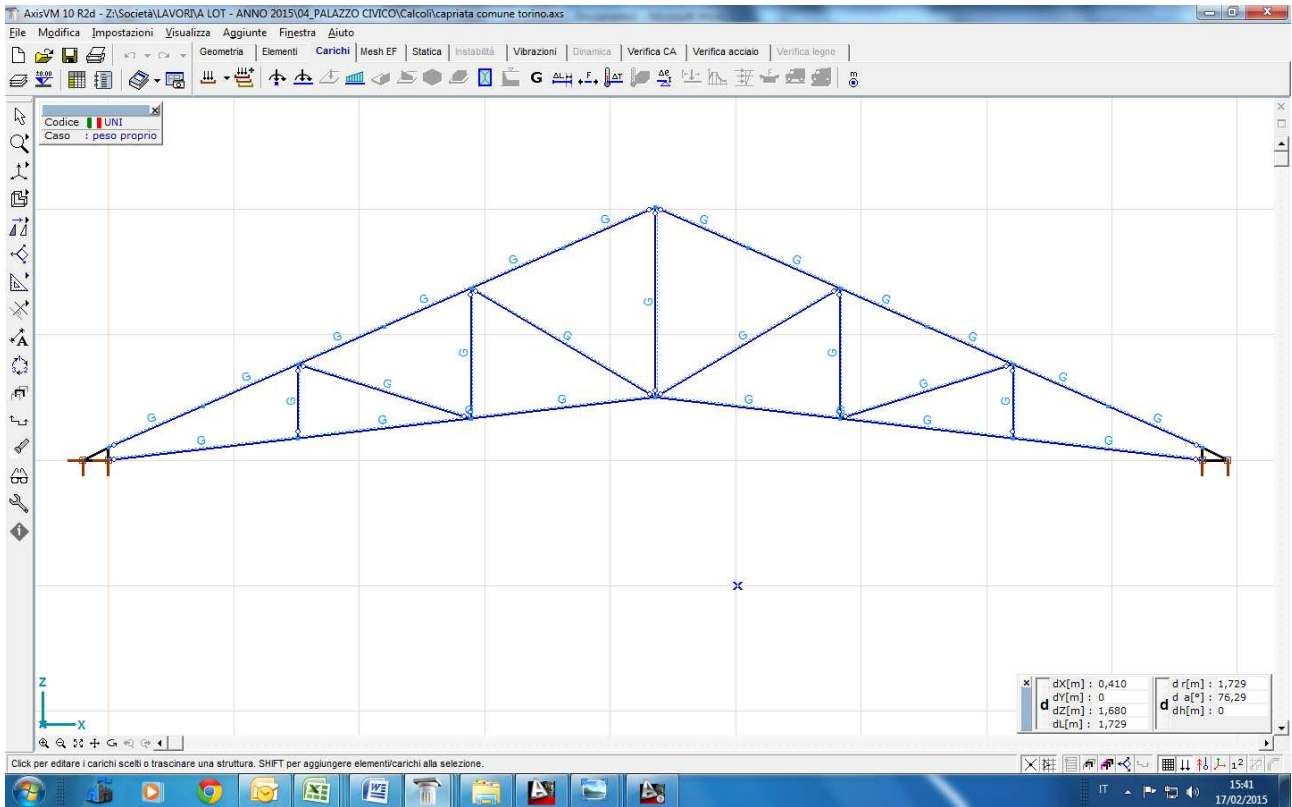 AxisVM 10 R2d - Z:\Società\LAVORI\A LOT - ANNO 2015\04_PALAZZO CIVICO\Calcoli\capriata comune torino.axs
File Modifica Impostazioni Visualizza Aggiunte Finestra Aiuto
Geometria Elementi Carichi Mesh EF Statica Instabilità Vibrazioni Dinamica Verifica CA Verifica acciaio Verifica legno
Codice UNI
Caso : peso proprio
G G
G G
G G
G G G G G
G G
G G G G
G G G G
G G G G
Z
X
dX[m] : 0,410
dY[m] : 0
dZ[m] : 1,680
dL[m] : 1,729
d
d r[m] : 1,729
d a[°] : 76,29
dh[m] : 0
d
Click per editare i carichi scelti o trascinare una struttura. SHIFT per aggiungere elementi/carichi alla selezione.
IT
15:41
17/02/2015